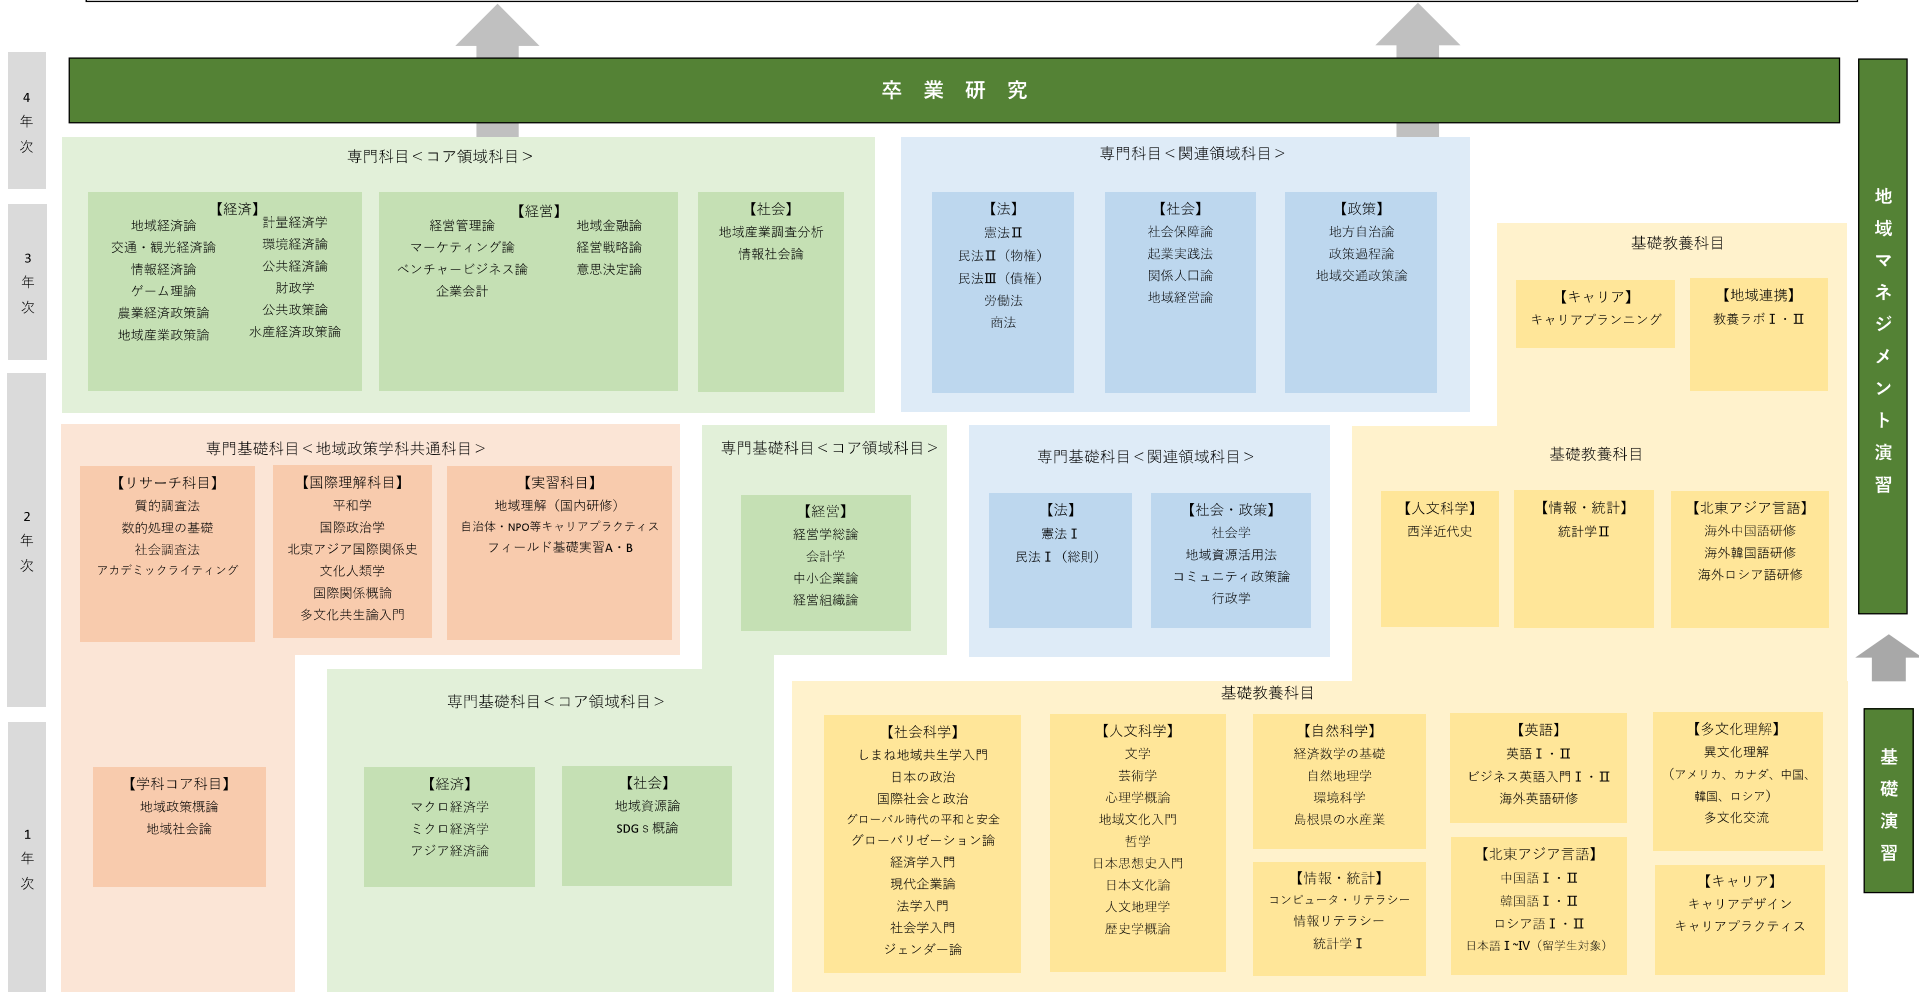 卒業研究
4年次
3年次
2年次
1年次
地域マネジメント演習
基礎演習
専門科目＜コア領域科目＞
【経済】
地域経済論
交通・観光経済論
情報経済論
ゲーム理論
農業経済政策論
地域産業政策論
計量経済学
環境経済論
公共経済論
財政学
公共政策論
水産経済政策論
【経営】
経営管理論
マーケティング論
ベンチャービジネス論
企業会計
地域金融論
経営戦略論
意思決定論
【社会】
地域産業調査分析
情報社会論
専門科目＜関連領域科目＞
【法】
憲法Ⅱ
民法Ⅱ（物権）
民法Ⅲ（債権）
労働法
商法
【社会】
社会保障論
起業実践法
関係人口論
地域経営論
【政策】
地方自治論
政策過程論
地域交通政策論
基礎教養科目
【キャリア】
キャリアプランニング
【地域連携】
教養ラボⅠ・Ⅱ
専門基礎科目＜地域政策学科共通科目＞
【リサーチ科目】
質的調査法
数的処理の基礎
社会調査法
アカデミックライティング
【国際理解科目】
平和学
国際政治学
北東アジア国際関係史
文化人類学
国際関係概論
多文化共生論入門
【実習科目】
地域理解（国内研修）
自治体・NPO等キャリアプラクティス
フィールド基礎実習A・B
専門基礎科目＜コア領域科目＞
【経営】
経営学総論
会計学
中小企業論
経営組織論
専門基礎科目＜関連領域科目＞
【法】
憲法Ⅰ
民法Ⅰ（総則）
【社会・政策】
社会学
地域資源活用法
コミュニティ政策論
行政学
基礎教養科目
【人文科学】
西洋近代史
【情報・統計】
統計学Ⅱ
【北東アジア言語】
海外中国語研修
海外韓国語研修
海外ロシア語研修
【学科コア科目】
地域政策概論
地域社会論
専門基礎科目＜コア領域科目＞
【経済】
マクロ経済学
ミクロ経済学
アジア経済論
【社会】
地域資源論
SDGｓ概論
基礎教養科目
【社会科学】
しまね地域共生学入門
日本の政治
国際社会と政治
グローバル時代の平和と安全
グローバリゼーション論
経済学入門
現代企業論
法学入門
社会学入門
ジェンダー論
【人文科学】
文学
芸術学
心理学概論
地域文化入門
哲学
日本思想史入門
日本文化論
人文地理学
歴史学概論
【自然科学】
経済数学の基礎
自然地理学
環境科学
島根県の水産業
【情報・統計】
コンピュータ・リテラシー
情報リテラシー
統計学Ⅰ
【英語】
英語Ⅰ・Ⅱ
ビジネス英語入門Ⅰ・Ⅱ
海外英語研修
【北東アジア言語】
中国語Ⅰ・Ⅱ
韓国語Ⅰ・Ⅱ
ロシア語Ⅰ・Ⅱ
日本語Ⅰ~Ⅳ（留学生対象）
【多文化理解】
異文化理解
（アメリカ、カナダ、中国、
韓国、ロシア）
多文化交流
【キャリア】
キャリアデザイン
キャリアプラクティス